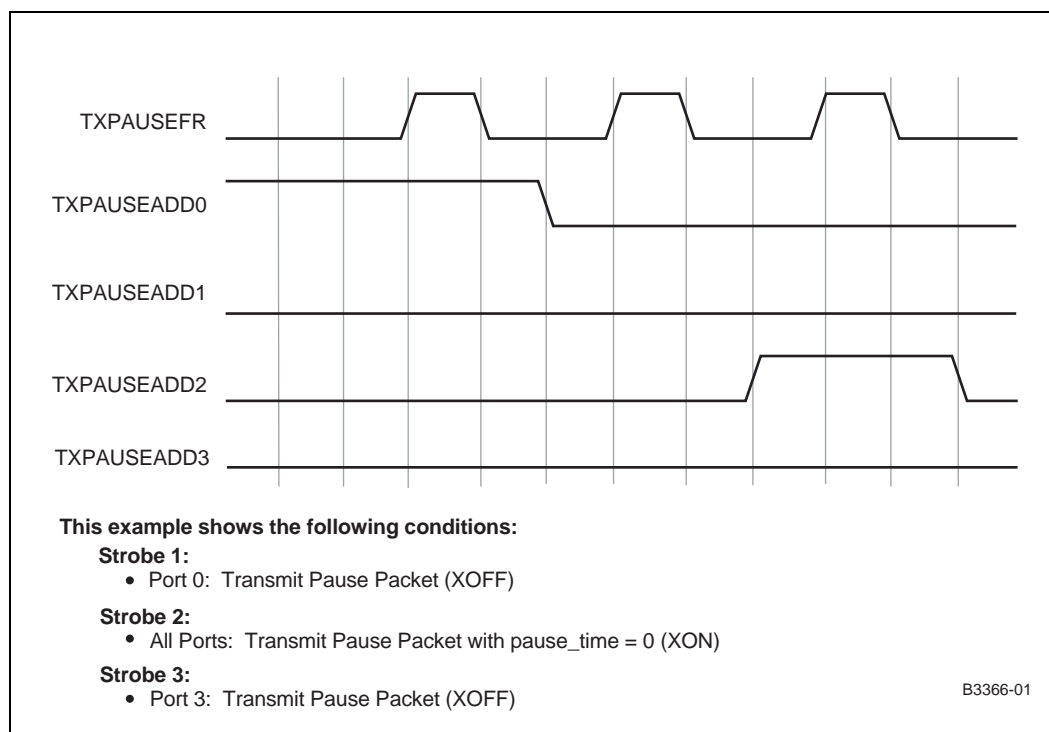 TXPAUSEFR
TXPAUSEADD0
TXPAUSEADD1
TXPAUSEADD2
TXPAUSEADD3
This example shows the following conditions:
Strobe 1:
• Port 0: Transmit Pause Packet (XOFF)
Strobe 2:
• All Ports: Transmit Pause Packet with pause_time = 0 (XON)
Strobe 3:
• Port 3: Transmit Pause Packet (XOFF)
B3366-01